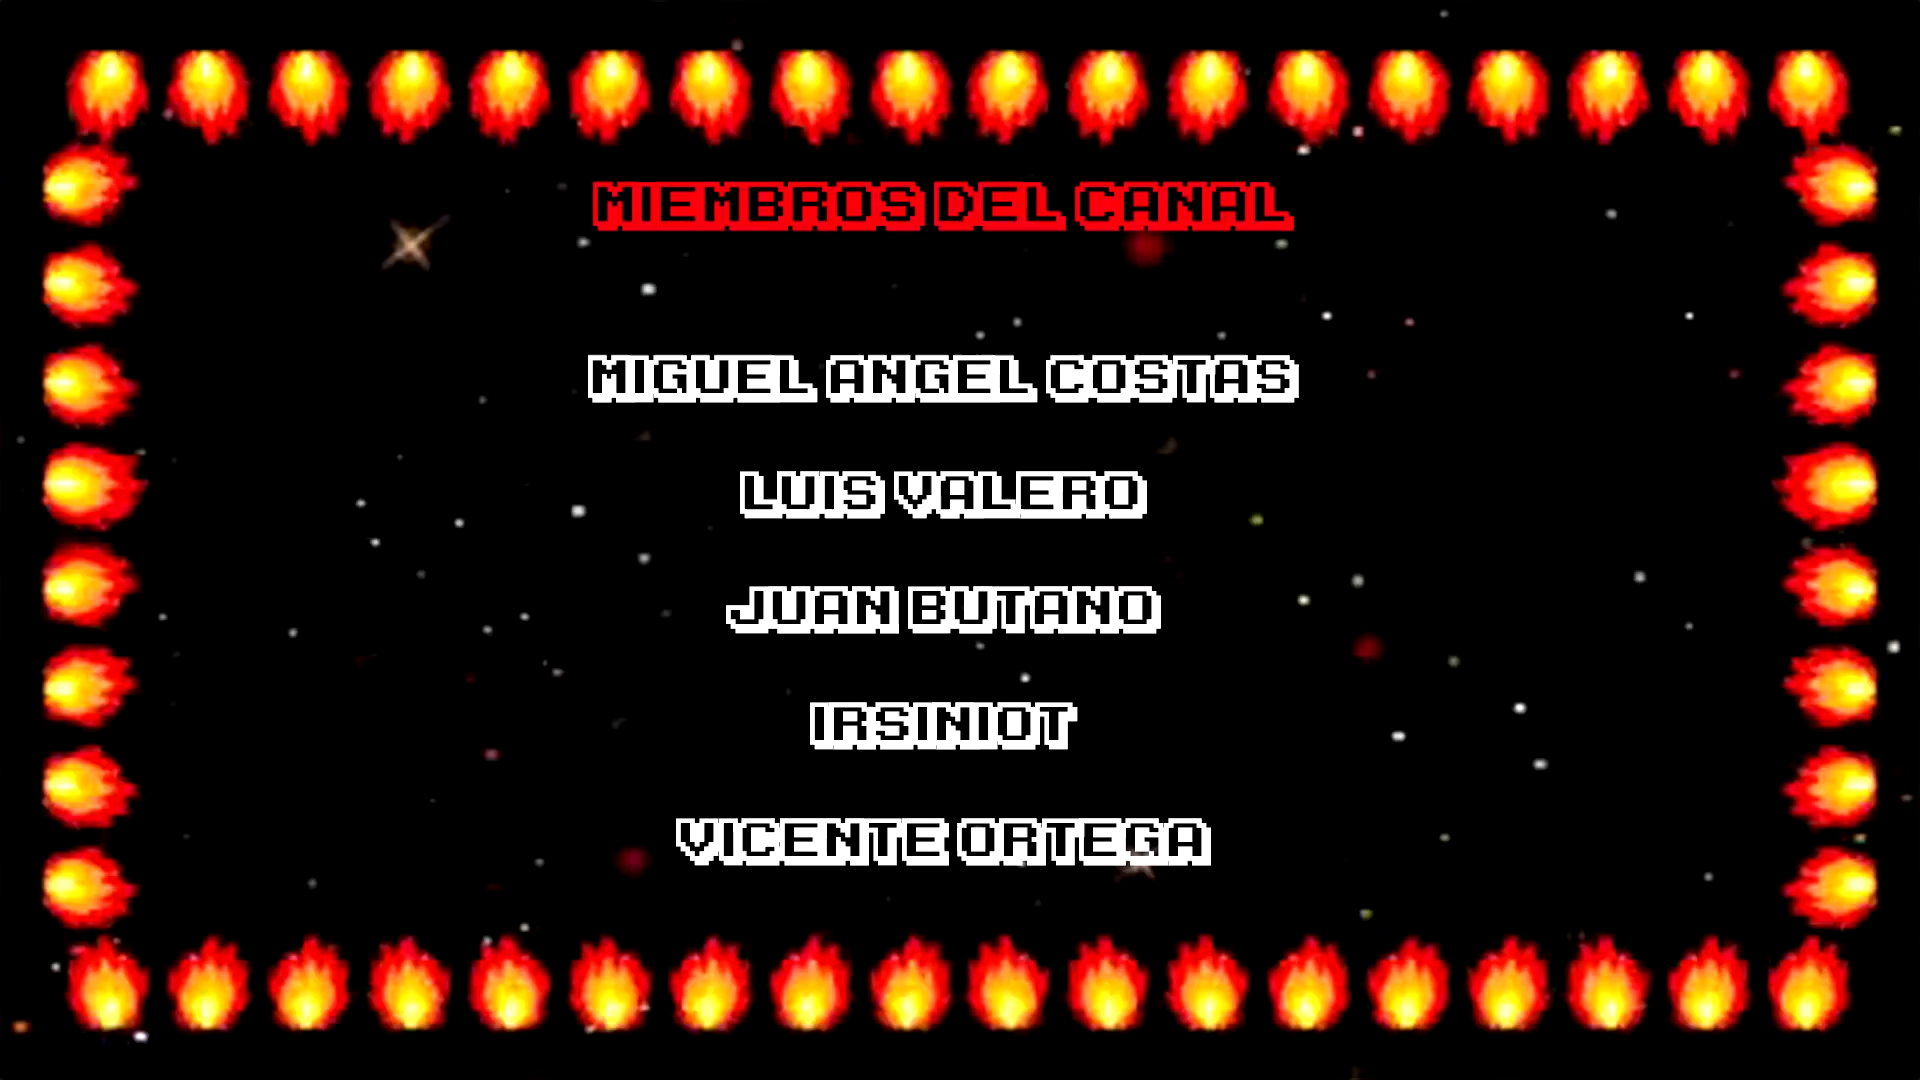 MIEMBROS DEL CANAL
MIGUEL ANGEL COSTAS
LUIS VALERO
JUAN BUTANO
IRSINIOT
VICENTE ORTEGA